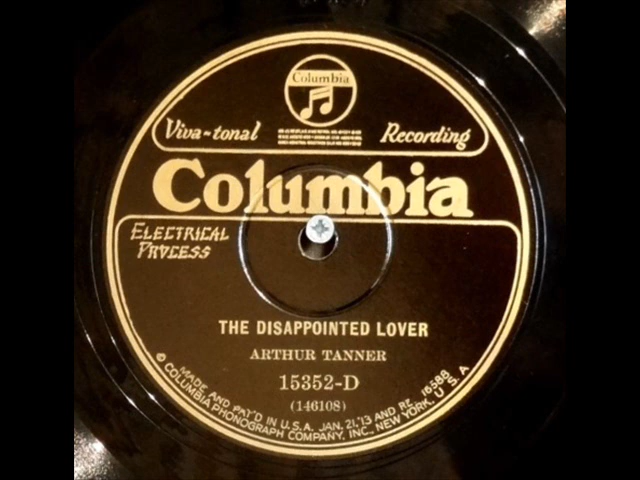 Columbia
Viva-tonal Recording
Columbia
ELECTRICAL
PROCESS
THE DISAPPOINTED LOVER
ARTHUR TANNER
15352-D
(146108)
MADE AND PAT'D IN U.S.A. JAN. 21,'13 AND RE. 16588
© COLUMBIA PHONOGRAPH COMPANY, INC., NEW YORK, U.S.A